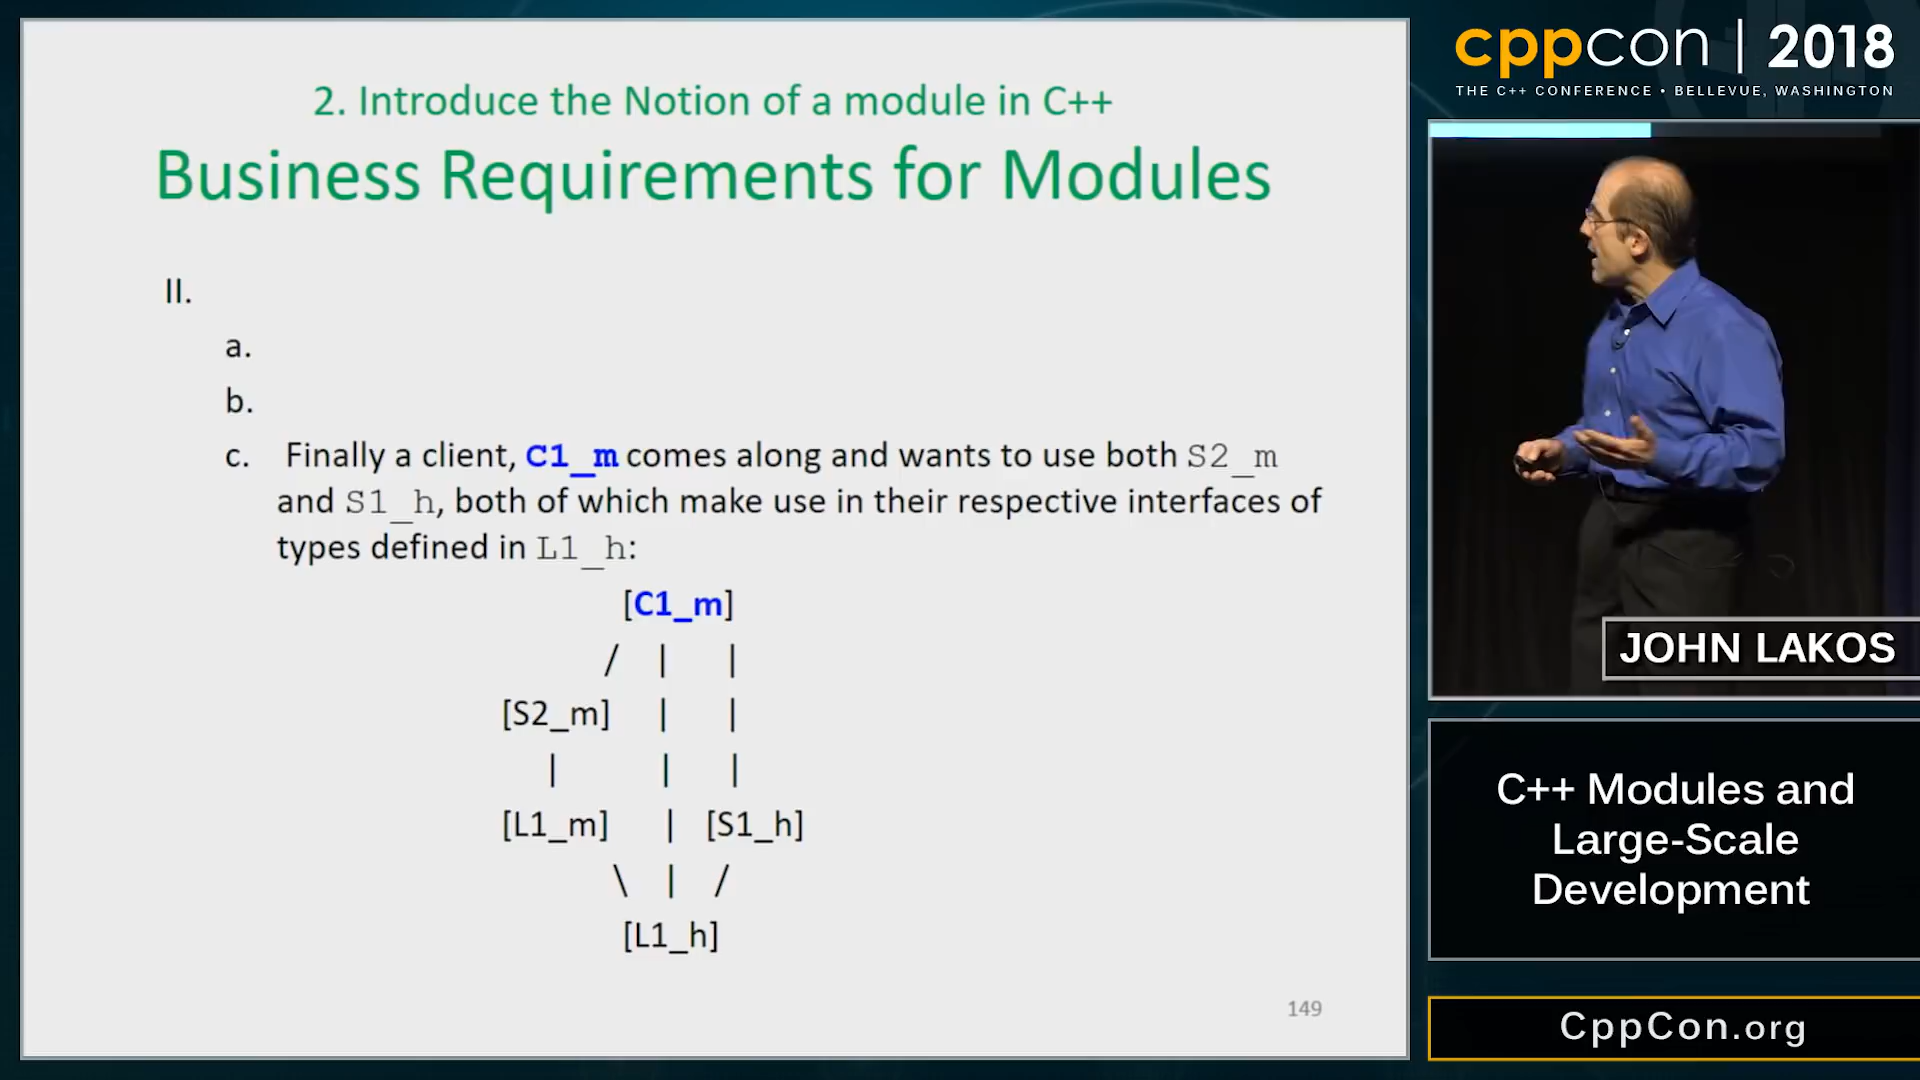 2. Introduce the Notion of a module in C++
Business Requirements for Modules
II.
a.
b.
c. Finally a client, C1_m comes along and wants to use both S2_m
and S1_h, both of which make use in their respective interfaces of
types defined in L1_h:
[C1_m]
/ | |
[S2_m] | |
| | |
[L1_m] | [S1_h]
\ | /
[L1_h]
149
cppcon | 2018
THE C++ CONFERENCE • BELLEVUE, WASHINGTON
JOHN LAKOS
C++ Modules and
Large-Scale
Development
CppCon.org